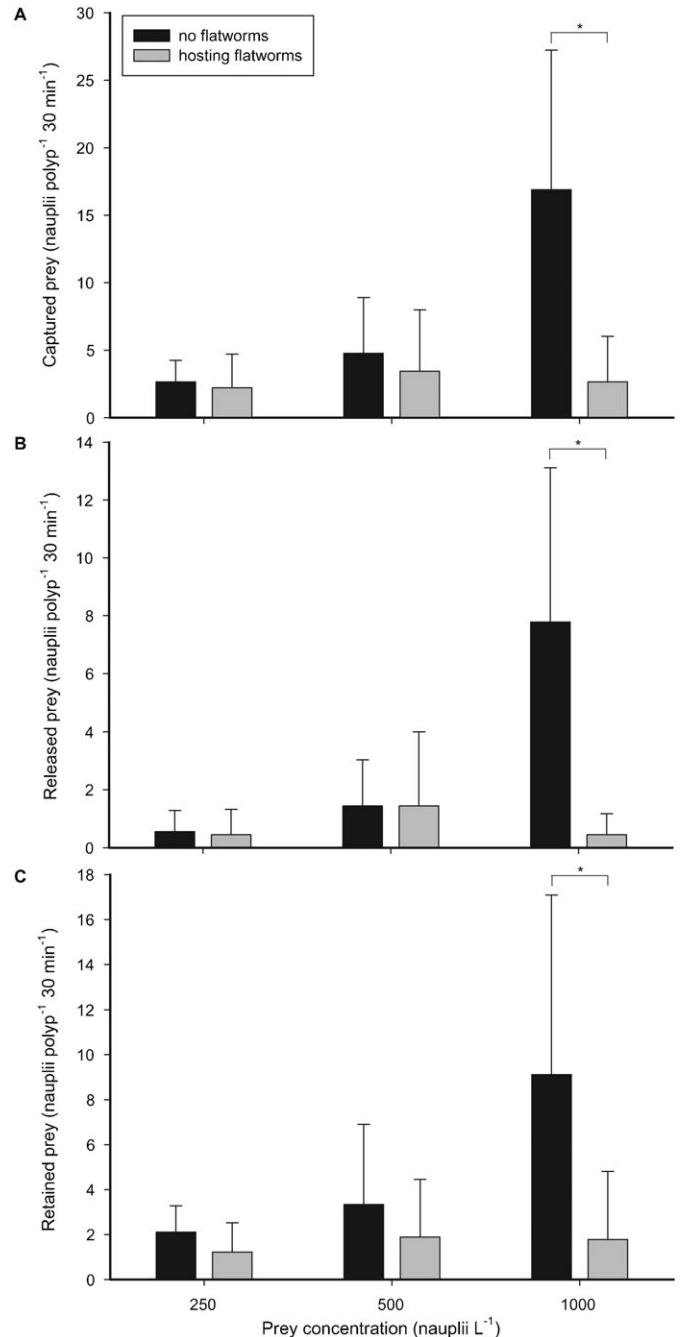 A
30
25
20
15
10
5
0
Captured prey (nauplii polyp⁻¹ 30 min⁻¹)
no flatworms
hosting flatworms
*
B
14
12
10
8
6
4
2
0
Released prey (nauplii polyp⁻¹ 30 min⁻¹)
*
C
18
16
14
12
10
8
6
4
2
0
Retained prey (nauplii polyp⁻¹ 30 min⁻¹)
*
250 500 1000
Prey concentration (nauplii L⁻¹)